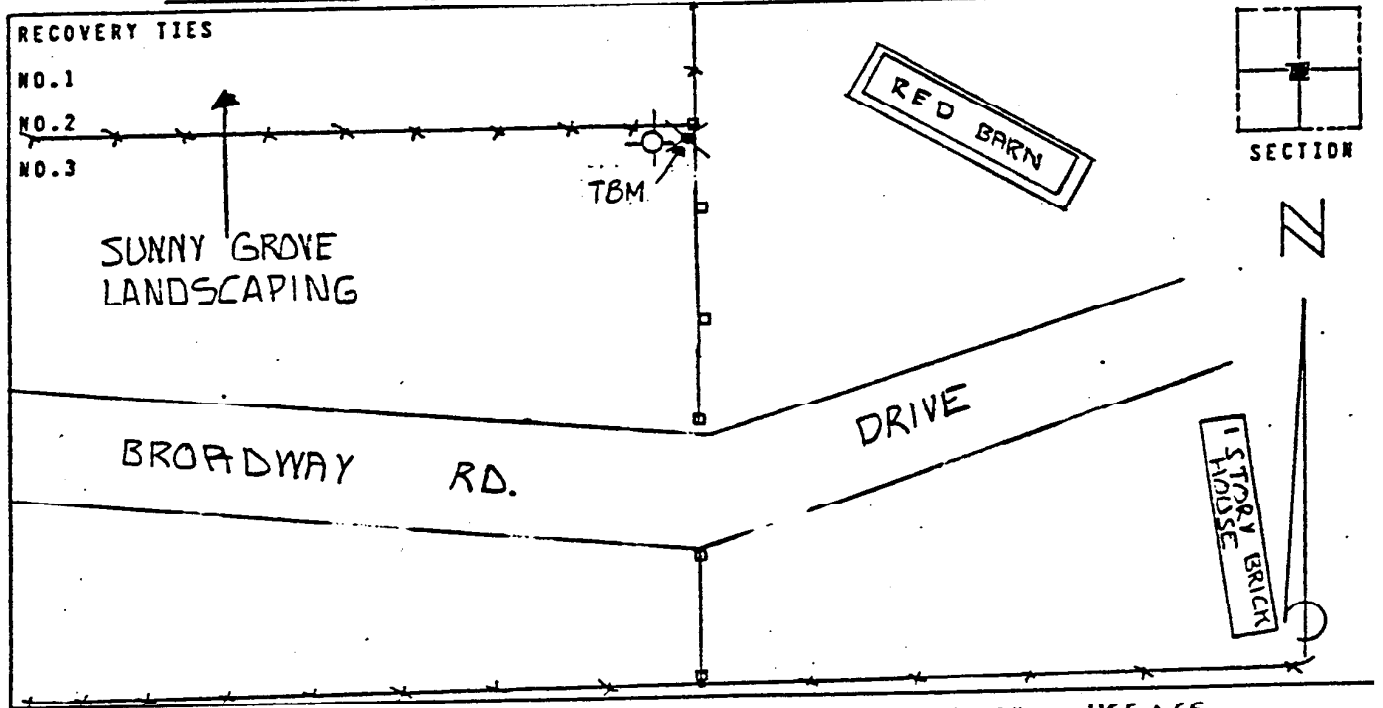 RECOVERY TIES
NO.1
NO.2
NO.3
TBM
RED BARN
SECTION
N
SUNNY GROVE
LANDSCAPING
BROADWAY RD.
DRIVE
1 STORY BRICK
HOUSE